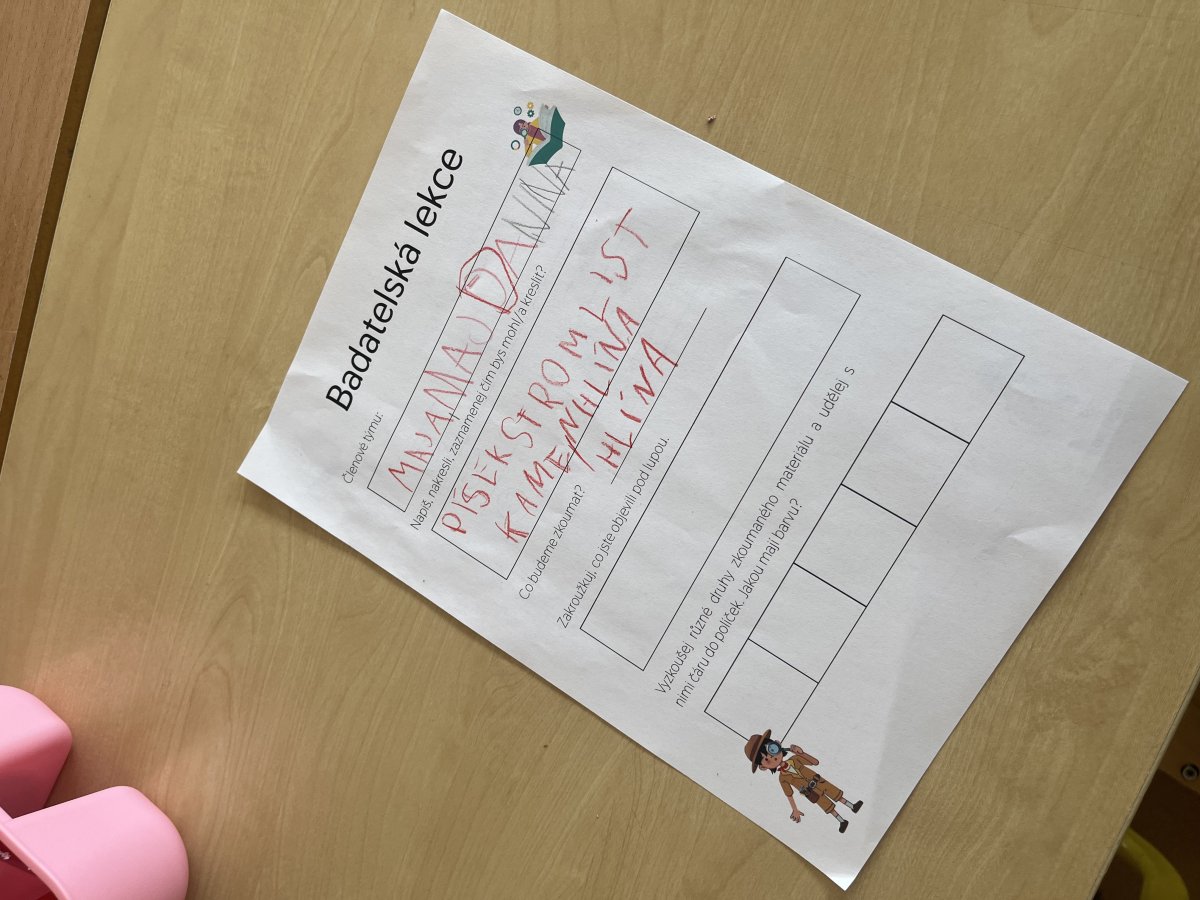 Badatelská lekce
Členové týmu:
MAJAMAJDANINA
Napiš, nakresli, zaznamenej čím bys mohl/a kreslit?
PÍSEKSTROMLIST
KAMENHLÍNA
Co budeme zkoumat? HLÍNA
Zakroužkuj, co jste objevili pod lupou.
Vyzkoušej různé druhy zkoumaného materiálu a udělej s
nimi čáru do políček. Jakou mají barvu?